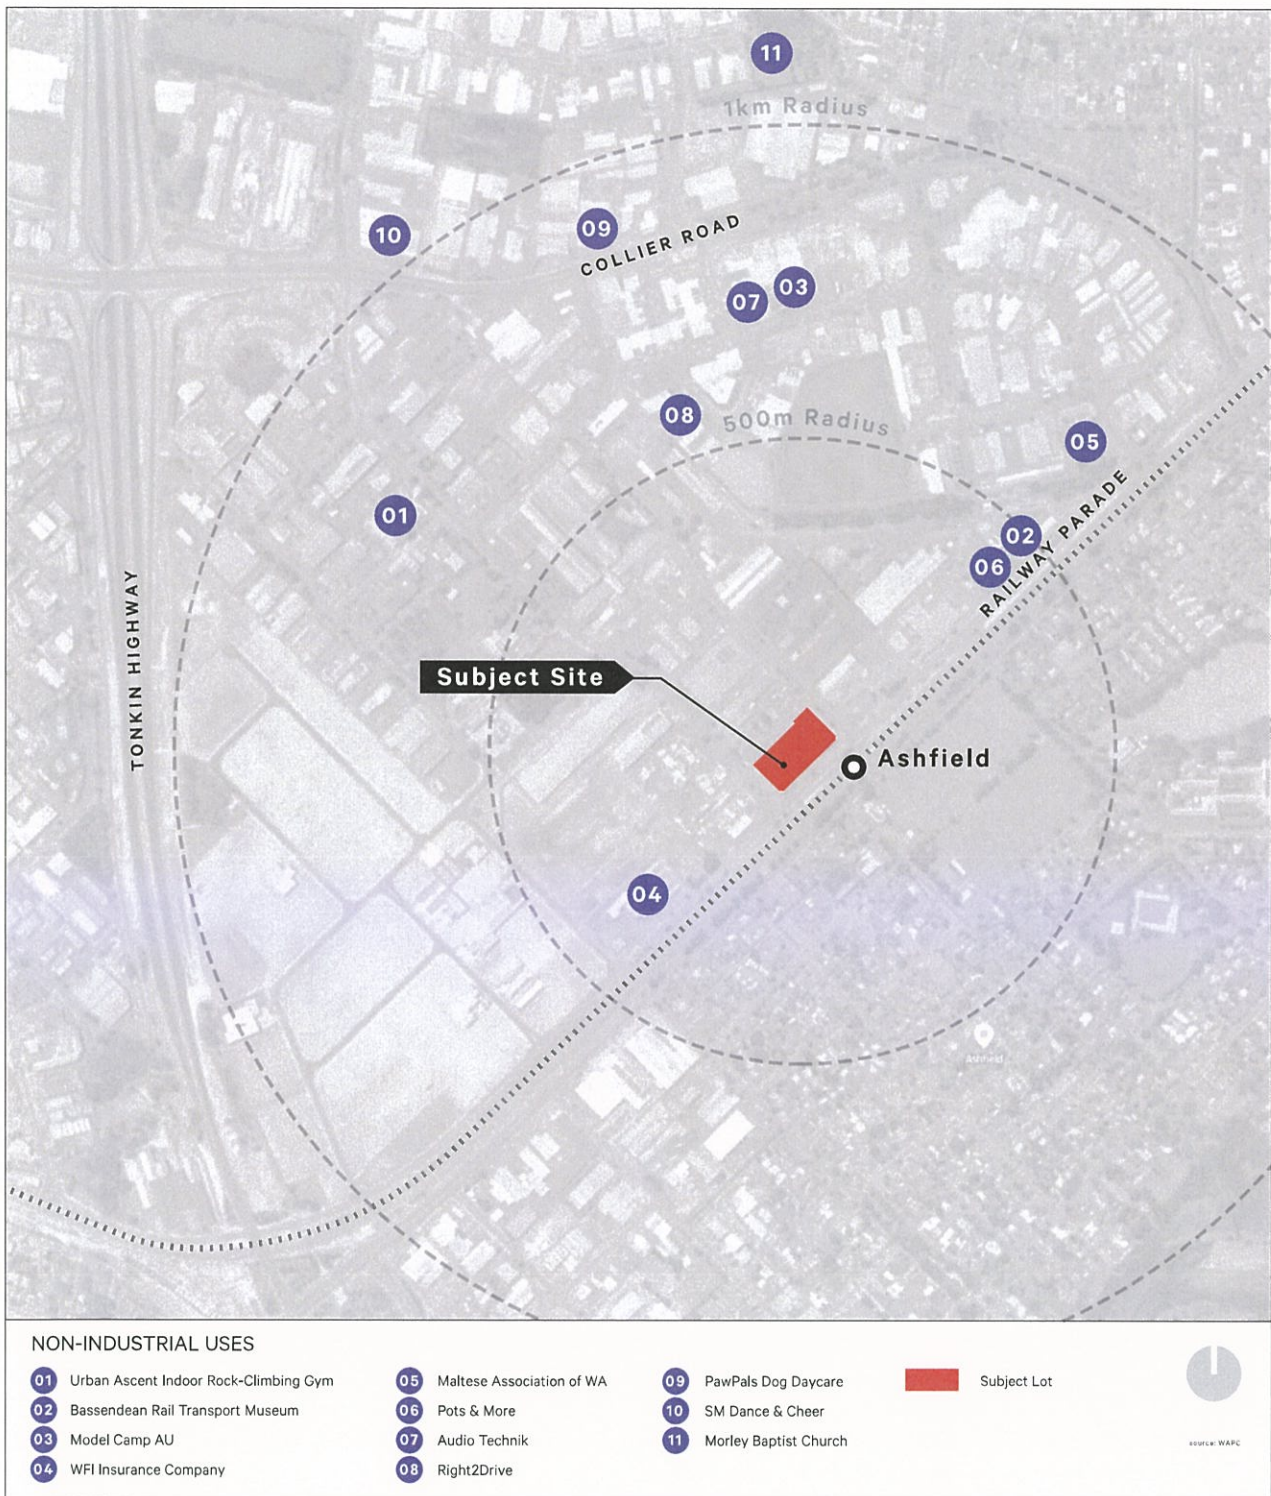 11
1km Radius
10
09
COLLIER ROAD
07
03
08
500m Radius
05
01
02
06
RAILWAY PARADE
TONKIN HIGHWAY
Subject Site
Ashfield
04
Ashfield
NON-INDUSTRIAL USES
01 Urban Ascent Indoor Rock-Climbing Gym
02 Bassendean Rail Transport Museum
03 Model Camp AU
04 WFI Insurance Company
05 Maltese Association of WA
06 Pots & More
07 Audio Technik
08 Right2Drive
09 PawPals Dog Daycare
10 SM Dance & Cheer
11 Morley Baptist Church
Subject Lot
source: WAPC